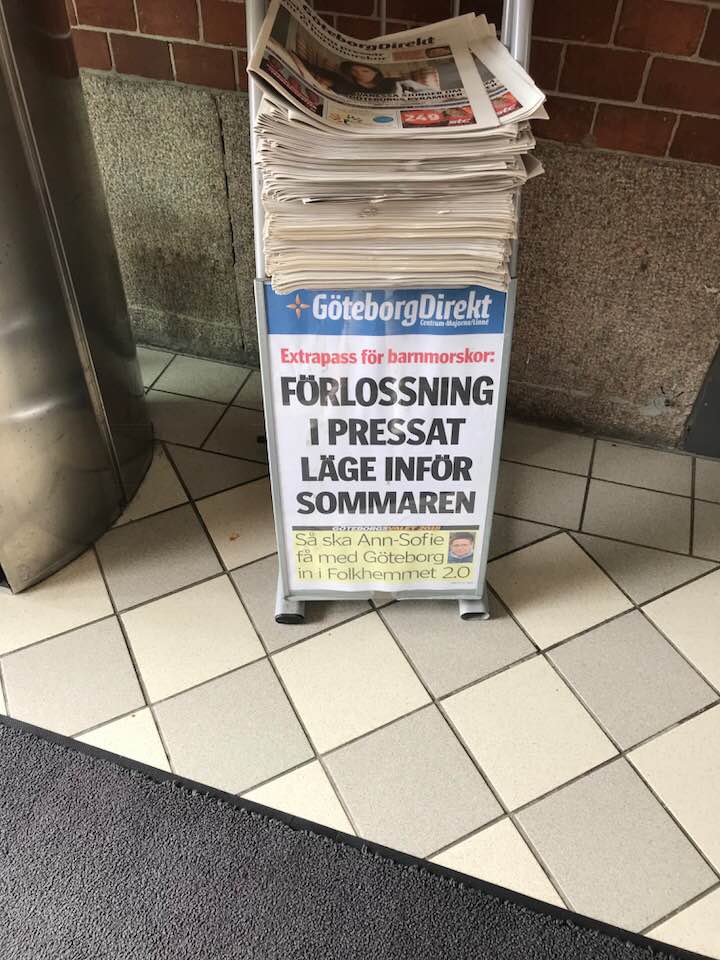 GöteborgDirekt
249
GöteborgDirekt
Centrum-Majorna/Linné
Extrapass för barnmorskor:
FÖRLOSSNING
I PRESSAT
LÄGE INFÖR
SOMMAREN
GÖTEBORGSVALET 2018
Så ska Ann-Sofie
få med Göteborg
in i Folkhemmet 2.0